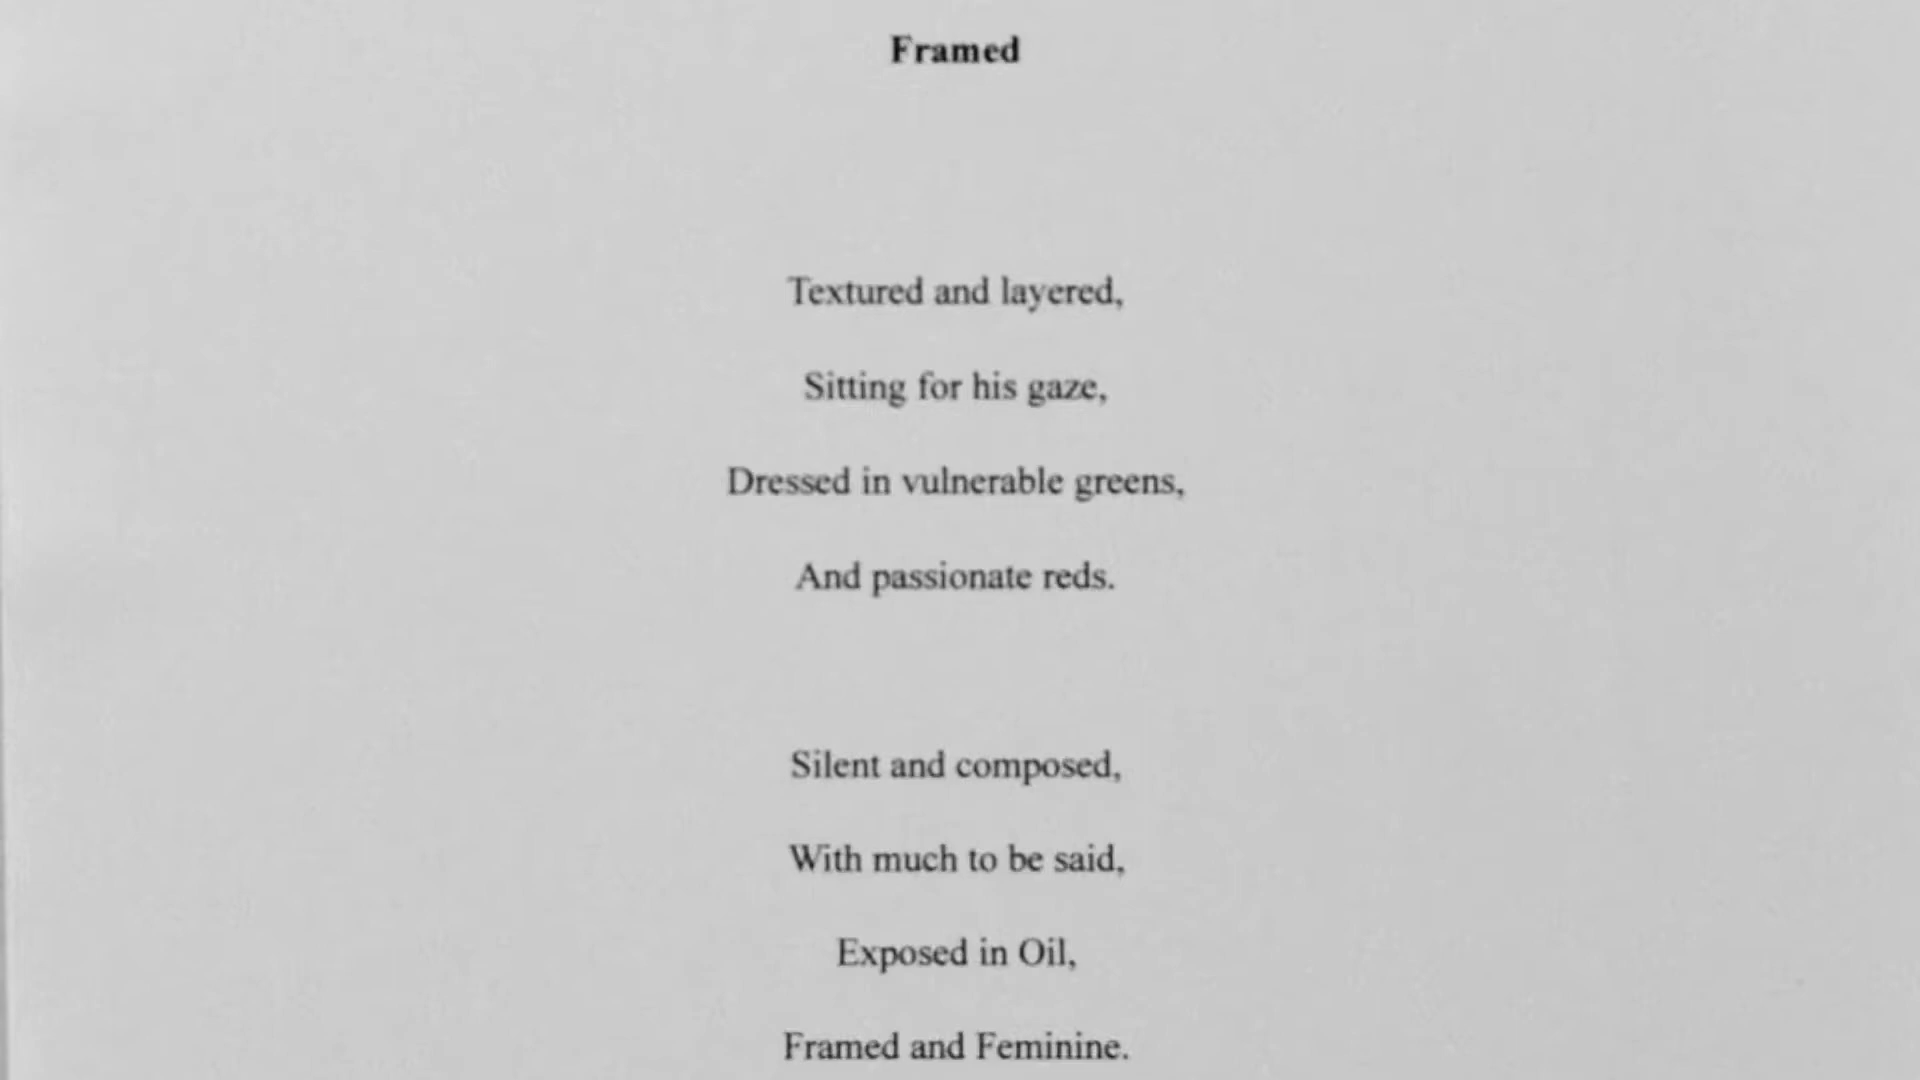 Framed
Textured and layered,
Sitting for his gaze,
Dressed in vulnerable greens,
And passionate reds.
Silent and composed,
With much to be said,
Exposed in Oil,
Framed and Feminine.